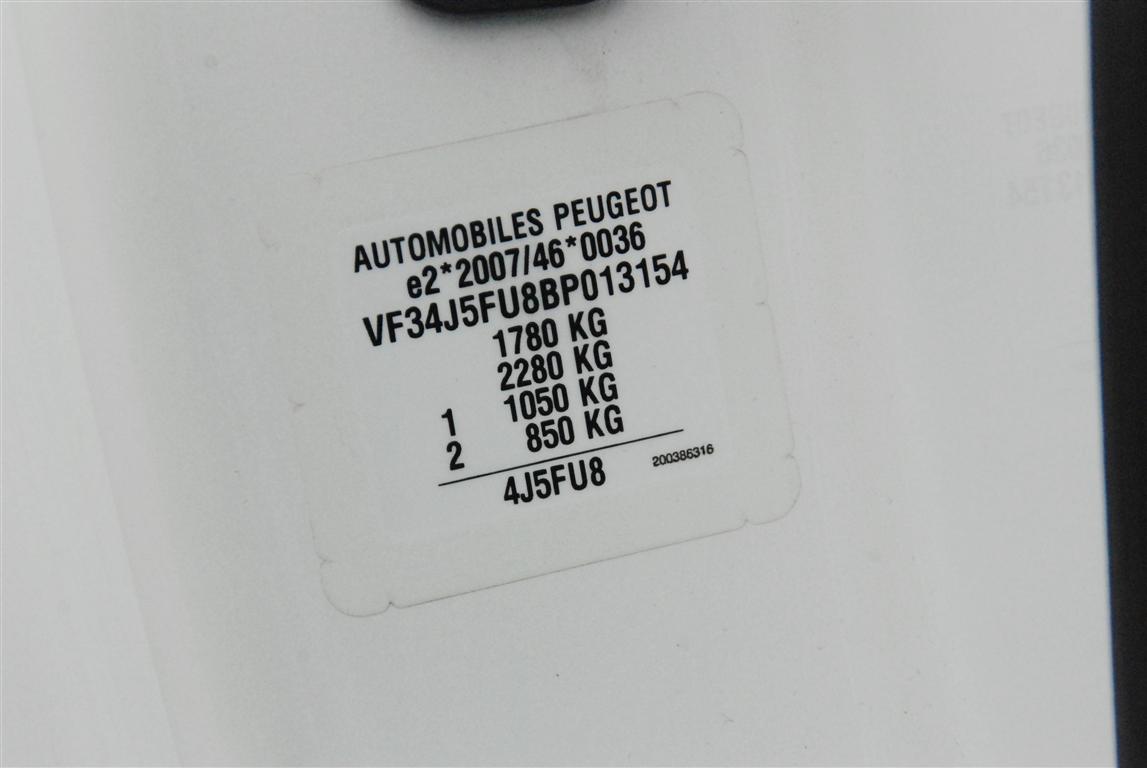 AUTOMOBILES PEUGEOT
e2*2007/46*0036
VF34J5FU8BP013154
1780 KG
2280 KG
1 1050 KG
2 850 KG
4J5FU8 200386316